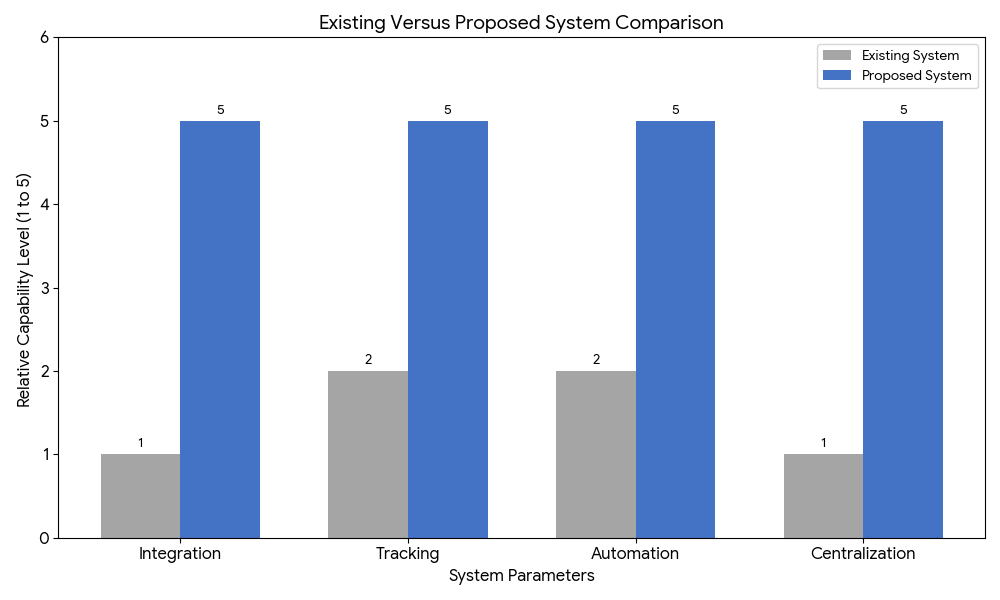 Existing Versus Proposed System Comparison
Existing System
Proposed System
Relative Capability Level (1 to 5)
6
5
4
3
2
1
0
1
5
2
5
2
5
1
5
Integration
Tracking
Automation
Centralization
System Parameters